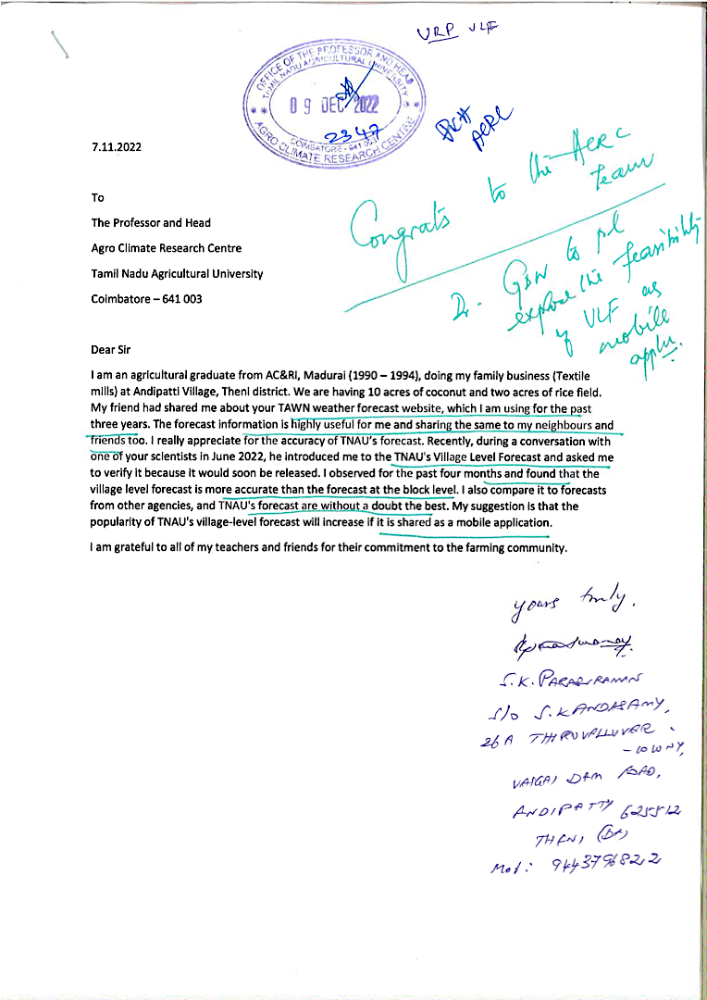 URP VLF
OFFICE OF THE PROFESSOR AND HEAD
TAMIL NADU AGRICULTURAL UNIVERSITY
09 DEC 2022
2347
COIMBATORE - 641 003
AGRO CLIMATE RESEARCH CENTRE
ACRC
7.11.2022
Congrats to the ACRC
team
To
The Professor and Head
Agro Climate Research Centre
Tamil Nadu Agricultural University
Coimbatore – 641 003
Dr. GBN to pl
explore the feasibility
of VLF as
mobile
appln.
Dear Sir
I am an agricultural graduate from AC&RI, Madurai (1990 – 1994), doing my family business (Textile
mills) at Andipatti Village, Theni district. We are having 10 acres of coconut and two acres of rice field.
My friend had shared me about your TAWN weather forecast website, which I am using for the past
three years. The forecast information is highly useful for me and sharing the same to my neighbours and
friends too. I really appreciate for the accuracy of TNAU's forecast. Recently, during a conversation with
one of your scientists in June 2022, he introduced me to the TNAU's Village Level Forecast and asked me
to verify it because it would soon be released. I observed for the past four months and found that the
village level forecast is more accurate than the forecast at the block level. I also compare it to forecasts
from other agencies, and TNAU's forecast are without a doubt the best. My suggestion is that the
popularity of TNAU's village-level forecast will increase if it is shared as a mobile application.
I am grateful to all of my teachers and friends for their commitment to the farming community.
yours truly,
S.K. PARASURAMAN
S/o S.KANDASAMY,
26A THIRUVALLUVAR
- COLONY,
VAIGAI DAM ROAD,
ANDIPATTY 625512
THENI (Dt)
Mob: 9443796822